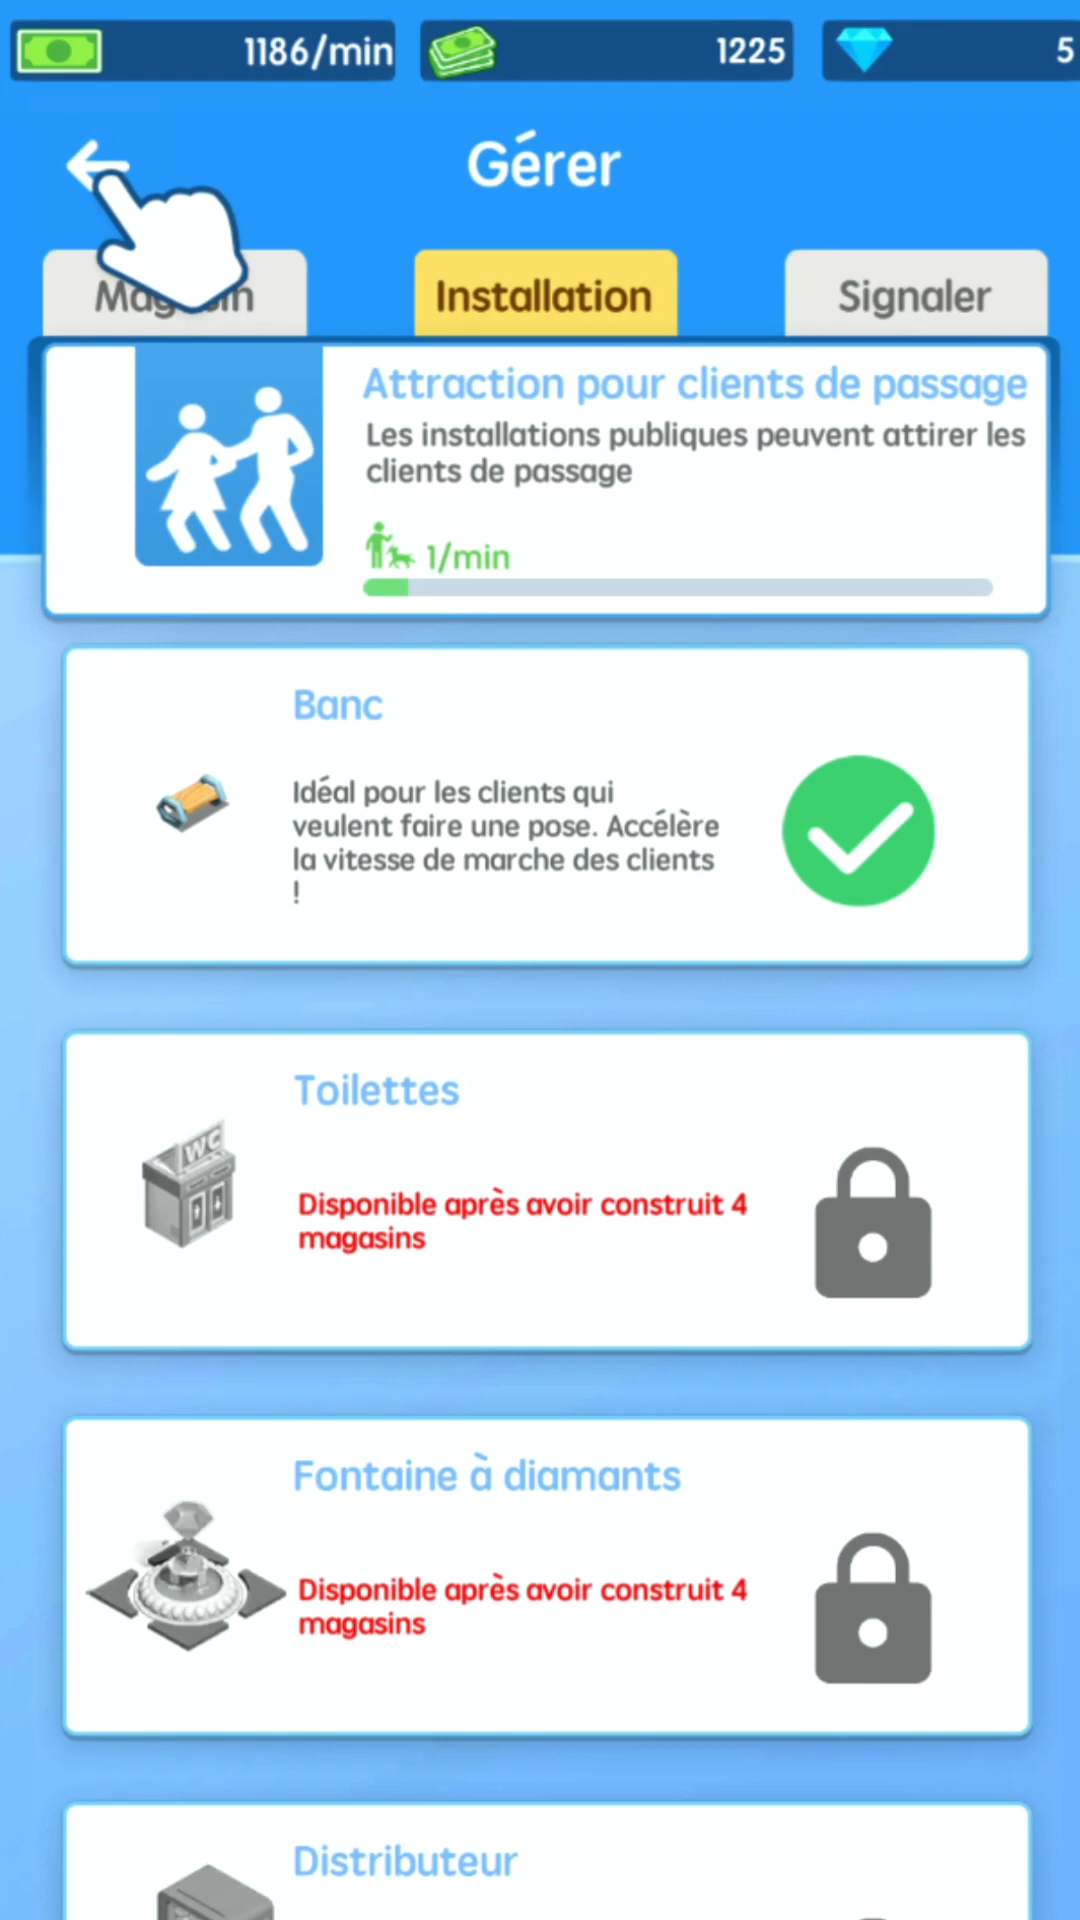 1186/min
1225
5
Gérer
Magasin
Installation
Signaler
Attraction pour clients de passage
Les installations publiques peuvent attirer les
clients de passage
1/min
Banc
Idéal pour les clients qui
veulent faire une pose. Accélère
la vitesse de marche des clients
!
Toilettes
WC
Disponible après avoir construit 4
magasins
Fontaine à diamants
Disponible après avoir construit 4
magasins
Distributeur